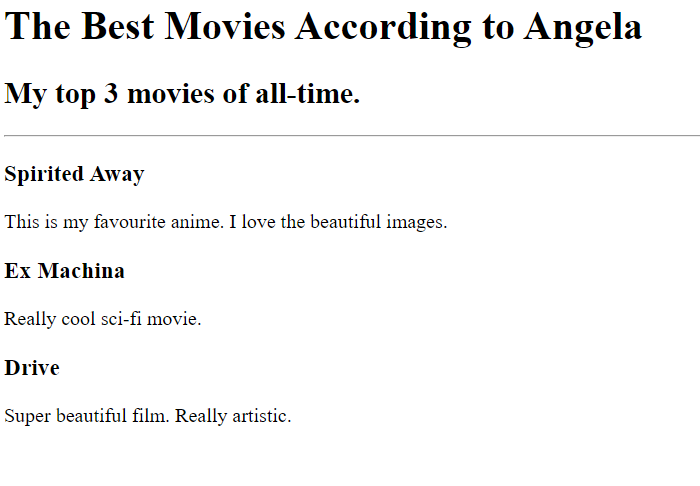 The Best Movies According to Angela
My top 3 movies of all-time.
Spirited Away
This is my favourite anime. I love the beautiful images.
Ex Machina
Really cool sci-fi movie.
Drive
Super beautiful film. Really artistic.